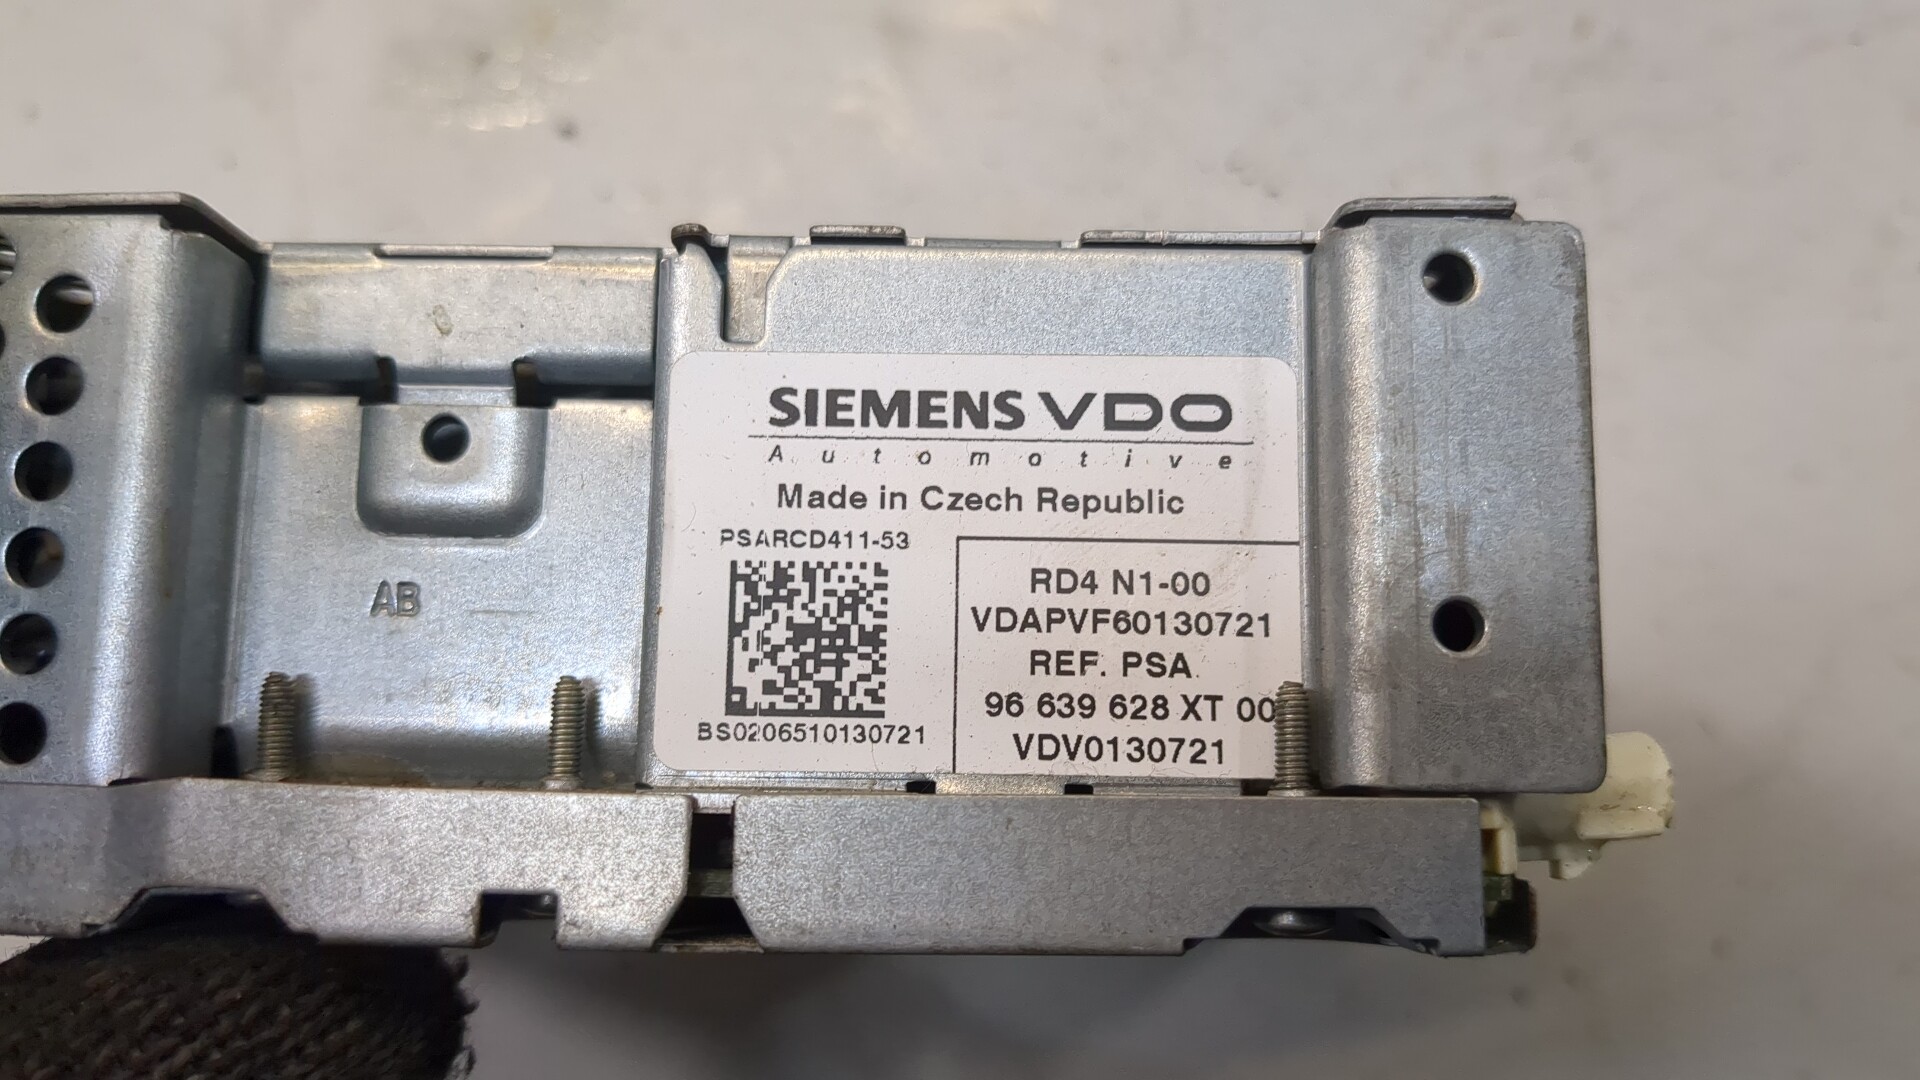 SIEMENS VDO
Automotive
Made in Czech Republic
PSARCD411-53
BS0206510130721
RD4 N1-00
VDAPVF60130721
REF. PSA
96 639 628 XT 00
VDV0130721
AB